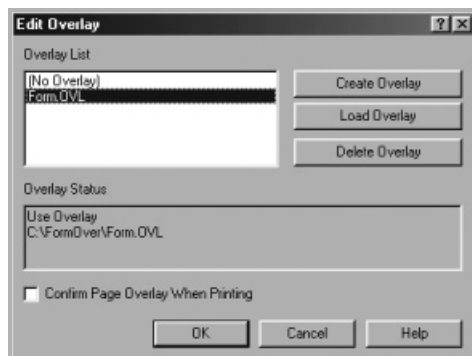 Edit Overlay
Overlay List
(No Overlay)
Form.OVL
Create Overlay
Load Overlay
Delete Overlay
Overlay Status
Use Overlay
C:\FormOver\Form.OVL
Confirm Page Overlay When Printing
OK
Cancel
Help